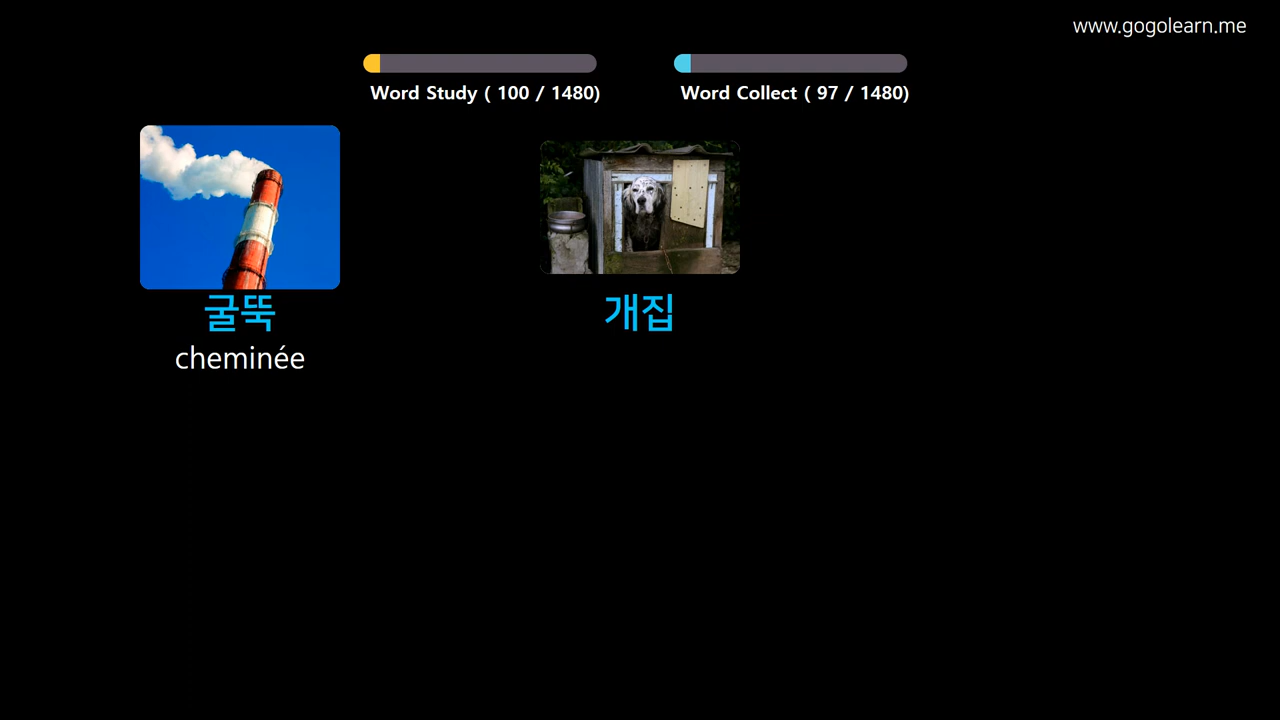 www.gogolearn.me
Word Study ( 100 / 1480)
Word Collect ( 97 / 1480)
굴뚝
cheminée
개집